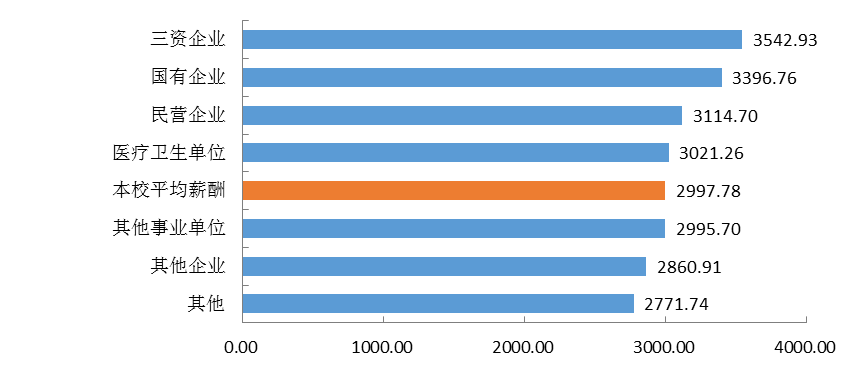 三资企业 3542.93
国有企业 3396.76
民营企业 3114.70
医疗卫生单位 3021.26
本校平均薪酬 2997.78
其他事业单位 2995.70
其他企业 2860.91
其他 2771.74
0.00 1000.00 2000.00 3000.00 4000.00